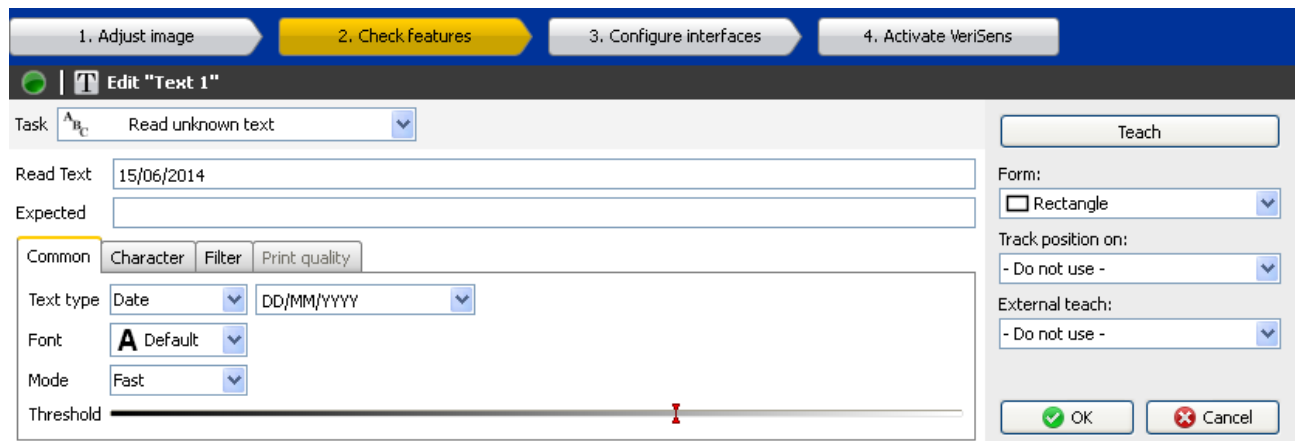 1. Adjust image
2. Check features
3. Configure interfaces
4. Activate VeriSens
T Edit "Text 1"
Task ABC Read unknown text
Teach
Read Text 15/06/2014
Form:
Rectangle
Expected
Track position on:
- Do not use -
Common Character Filter Print quality
Text type Date DD/MM/YYYY
External teach:
- Do not use -
Font A Default
Mode Fast
Threshold
OK Cancel